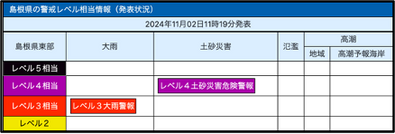 島根県の警戒レベル相当情報（発表状況）
2024年11月02日11時19分発表
島根県東部 大雨 土砂災害 氾濫 高潮
地域 高潮予報海岸
レベル5相当
レベル4相当 レベル4土砂災害危険警報
レベル3相当 レベル3大雨警報
レベル2